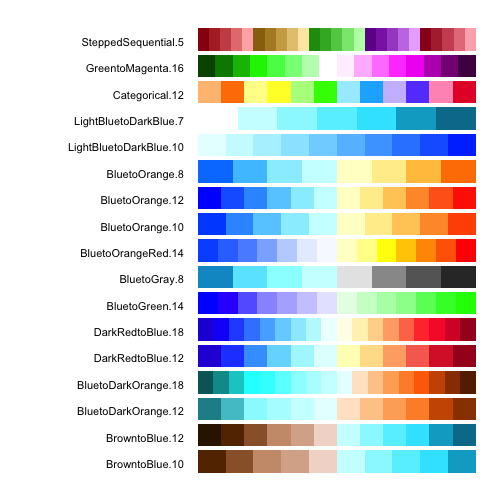 SteppedSequential.5
GreentoMagenta.16
Categorical.12
LightBluetoDarkBlue.7
LightBluetoDarkBlue.10
BluetoOrange.8
BluetoOrange.12
BluetoOrange.10
BluetoOrangeRed.14
BluetoGray.8
BluetoGreen.14
DarkRedtoBlue.18
DarkRedtoBlue.12
BluetoDarkOrange.18
BluetoDarkOrange.12
BrowntoBlue.12
BrowntoBlue.10